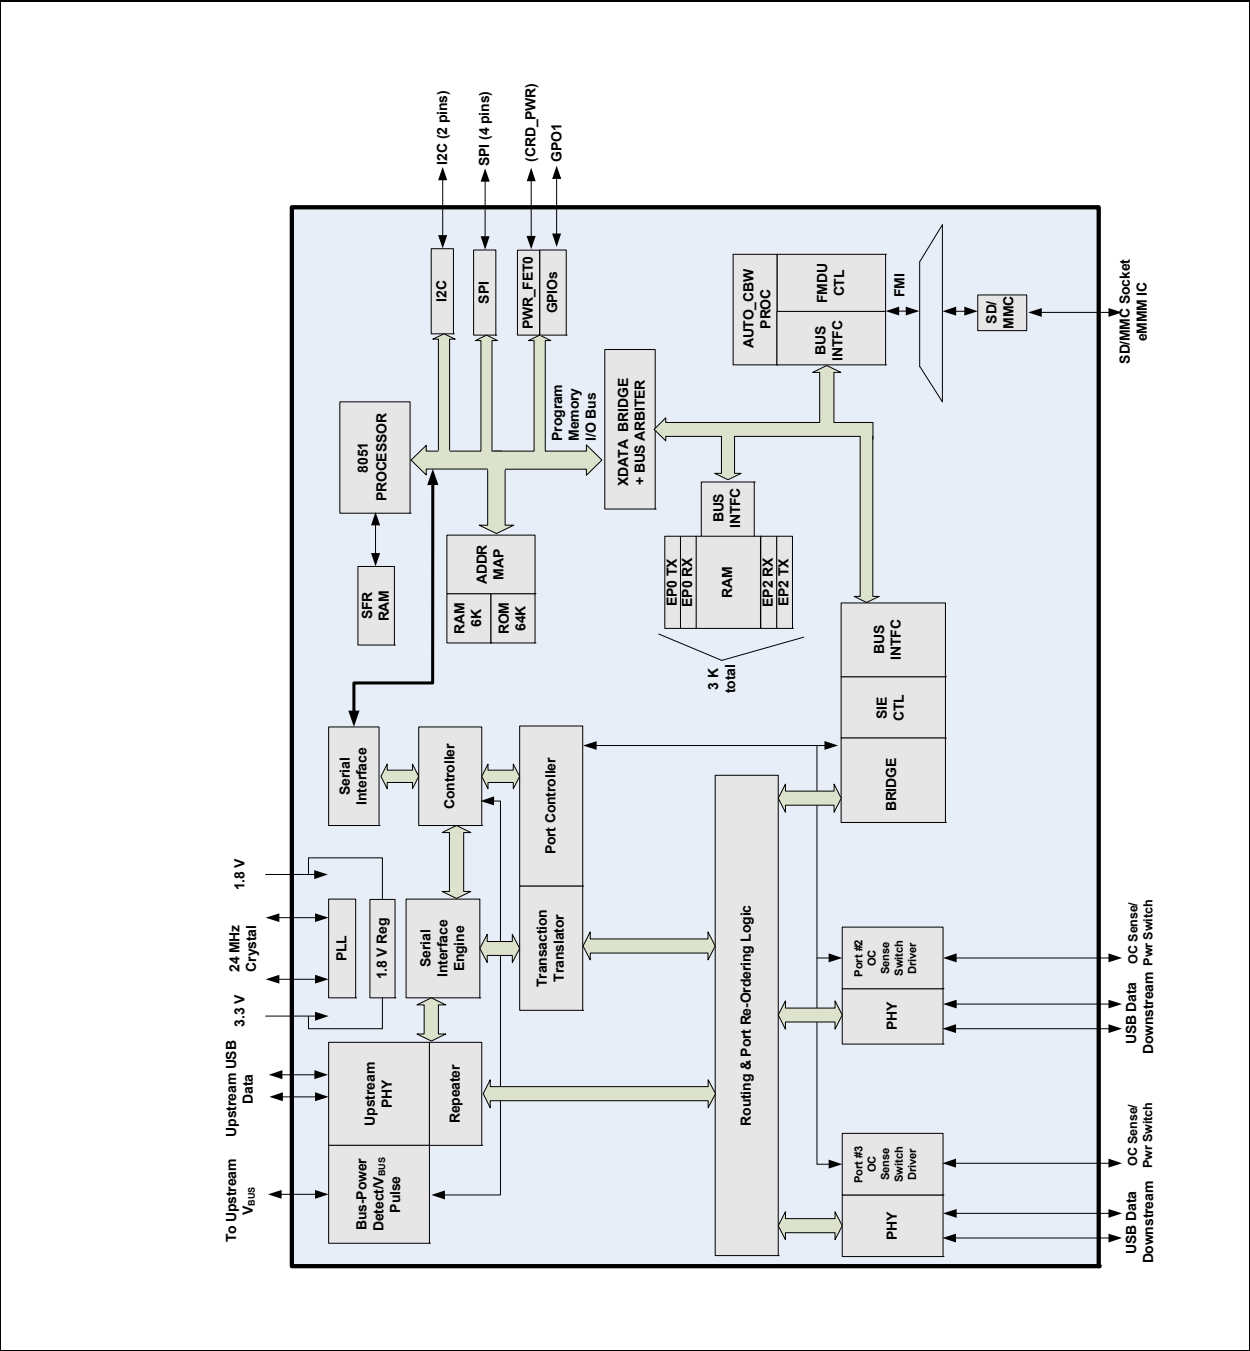 To Upstream
VBUS
Upstream USB
Data
3.3 V
24 MHz
Crystal
1.8 V
I2C (2 pins)
SPI (4 pins)
(CRD_PWR)
GPO1
Bus-Power
Detect/VBUS
Pulse
Upstream
PHY
Repeater
PLL
1.8 V Reg
Serial
Interface
Engine
Serial
Interface
Controller
Transaction
Translator
Port Controller
SFR
RAM
8051
PROCESSOR
RAM
6K
ROM
64K
ADDR
MAP
I2C
SPI
PWR_FET0
GPIOs
Program
Memory
I/O Bus
XDATA BRIDGE
+ BUS ARBITER
3 K
total
EP0 TX
EP0 RX
RAM
EP2 RX
EP2 TX
BUS
INTFC
AUTO_CBW
PROC
BUS
INTFC
FMDU
CTL
FMI
SD/
MMC
Routing & Port Re-Ordering Logic
BRIDGE
SIE
CTL
BUS
INTFC
PHY
Port #3
OC
Sense
Switch
Driver
PHY
Port #2
OC
Sense
Switch
Driver
USB Data
Downstream
OC Sense/
Pwr Switch
USB Data
Downstream
OC Sense/
Pwr Switch
SD/MMC Socket
eMMM IC